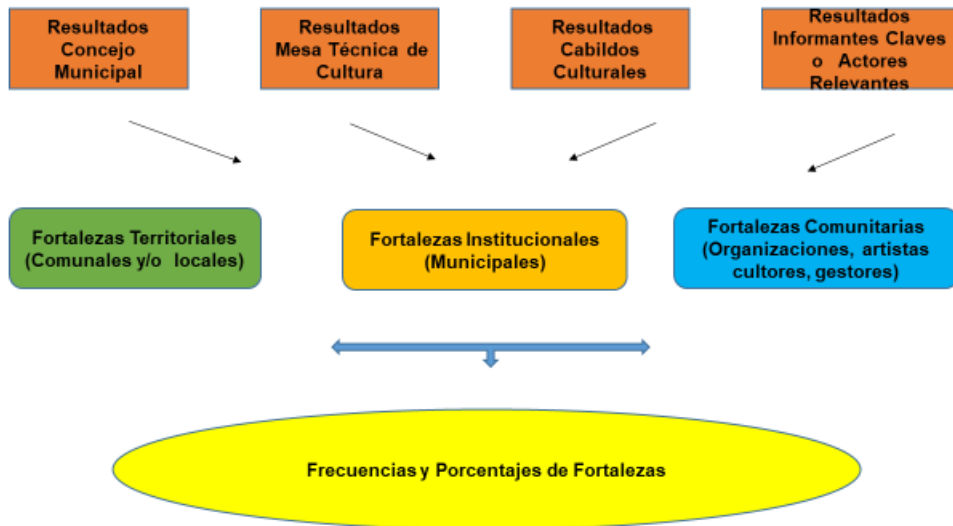 Resultados
Concejo
Municipal
Resultados
Mesa Técnica de
Cultura
Resultados
Cabildos
Culturales
Resultados
Informantes Claves
o Actores
Relevantes
Fortalezas Territoriales
(Comunales y/o locales)
Fortalezas Institucionales
(Municipales)
Fortalezas Comunitarias
(Organizaciones, artistas
cultores, gestores)
Frecuencias y Porcentajes de Fortalezas